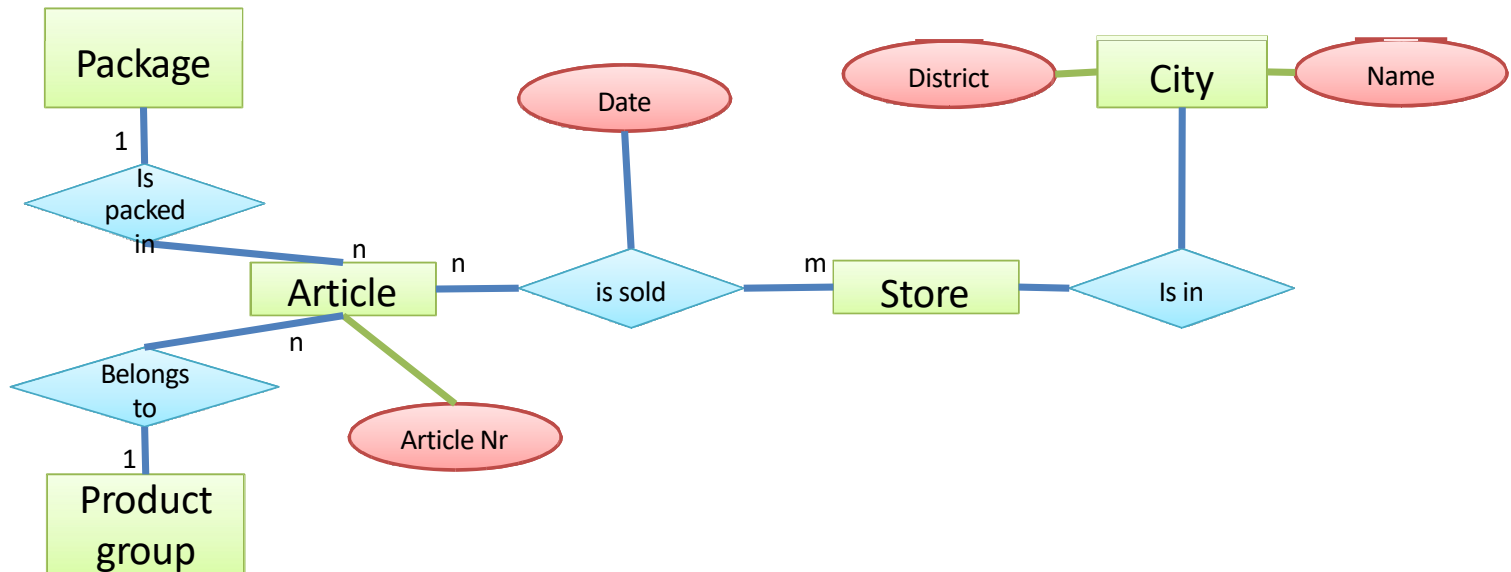 Package
1
Is
packed
in
n
Article
n
Belongs
to
1
Product
group
Article Nr
n
is sold
Date
m
Store
Is in
District
City
Name